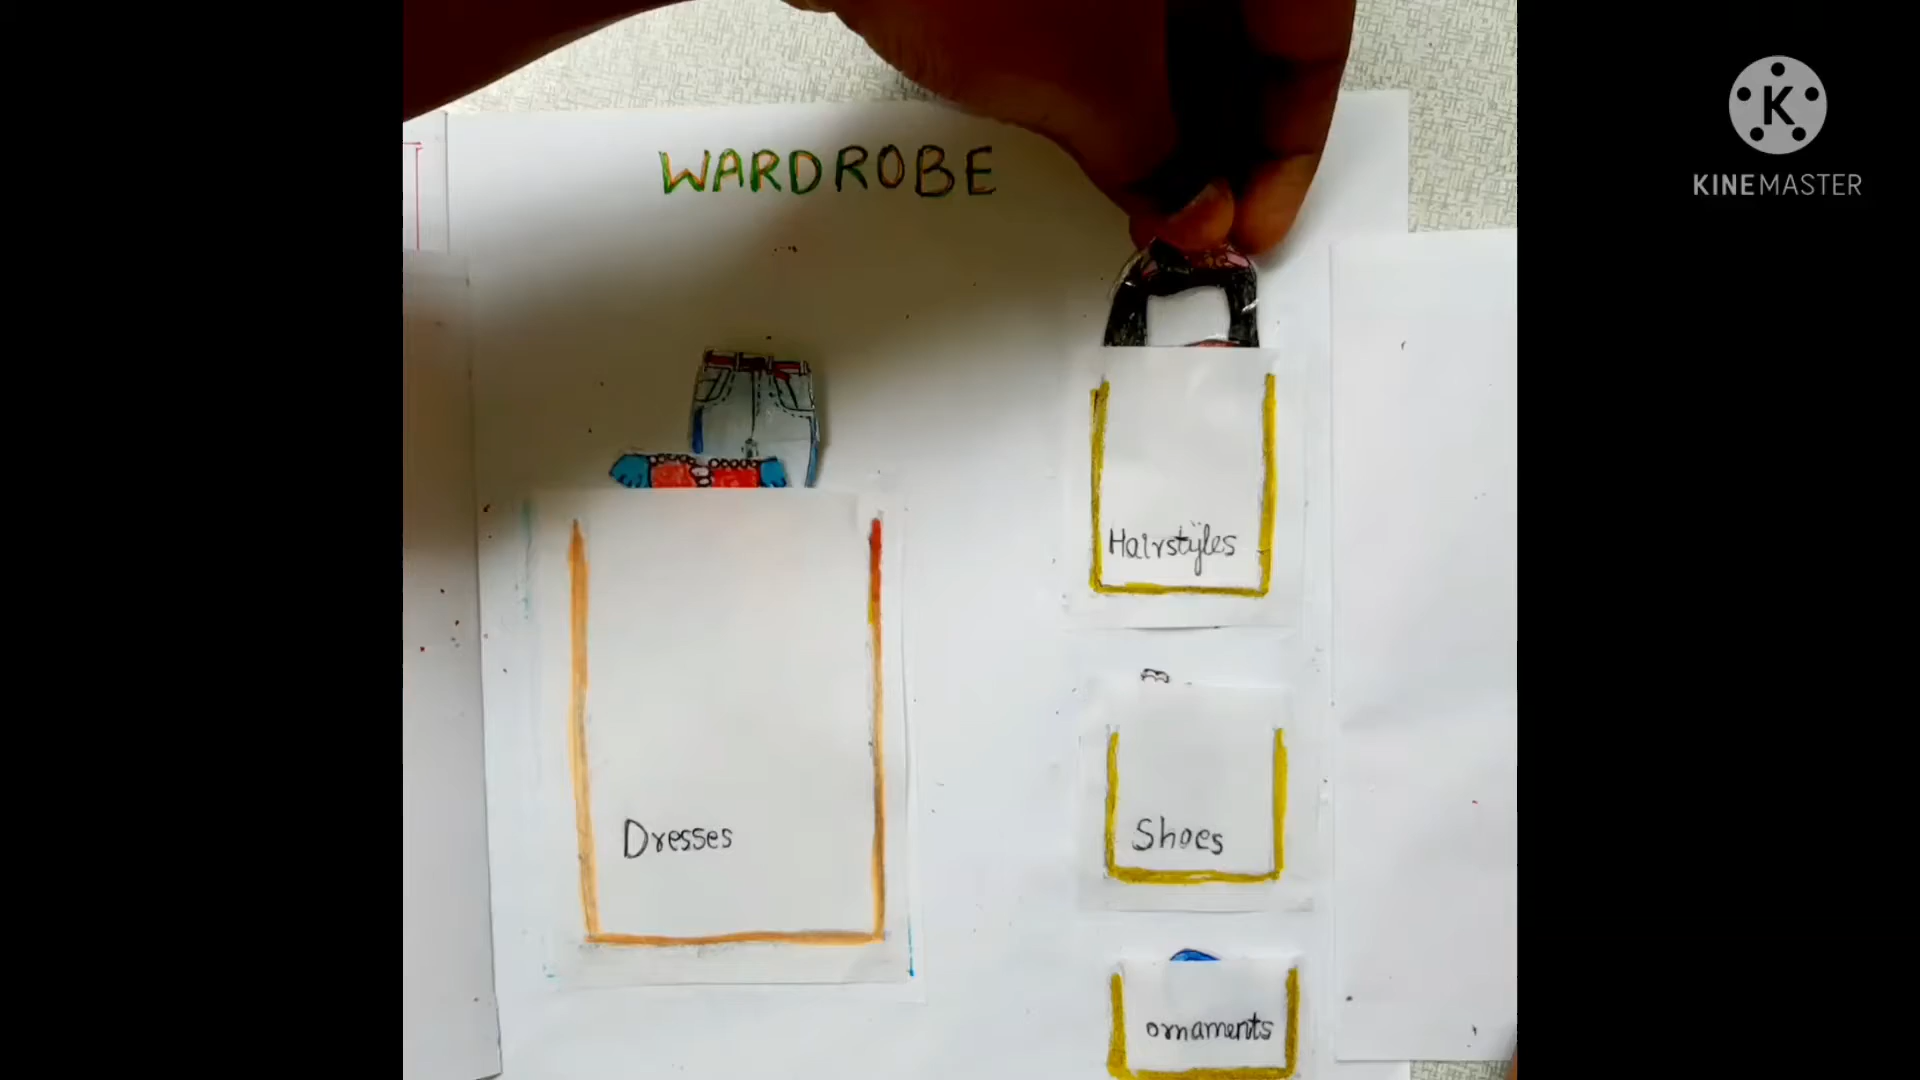 WARDROBE
K
KINEMASTER
Hairstyles
Dresses
Shoes
ornaments